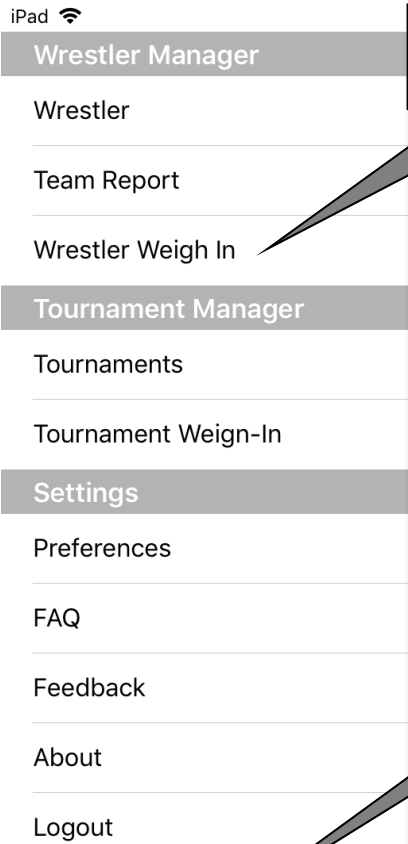 iPad
Wrestler Manager
Wrestler
Team Report
Wrestler Weigh In
Tournament Manager
Tournaments
Tournament Weign-In
Settings
Preferences
FAQ
Feedback
About
Logout